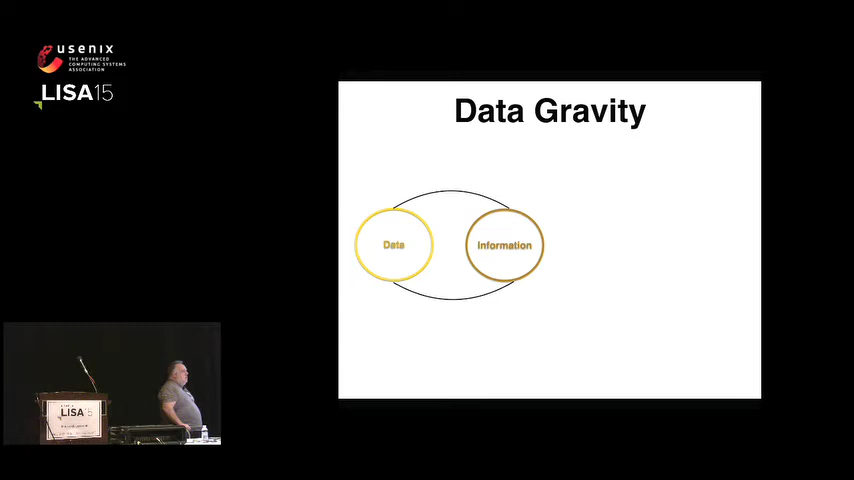 usenix
THE ADVANCED
COMPUTING SYSTEMS
ASSOCIATION
LISA15
Data Gravity
Data
Information
LISA15